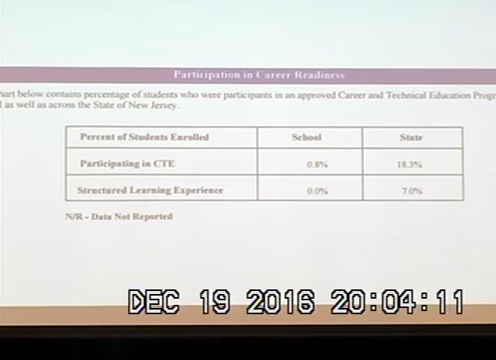 Participation in Career Readiness
hart below contains percentage of students who were participants in an approved Career and Technical Education Progr
l as well as across the State of New Jersey.
Percent of Students Enrolled School State
Participating in CTE 0.8% 18.3%
Structured Learning Experience 0.0% 7.0%
N/R - Data Not Reported
DEC 19 2016 20:04:11